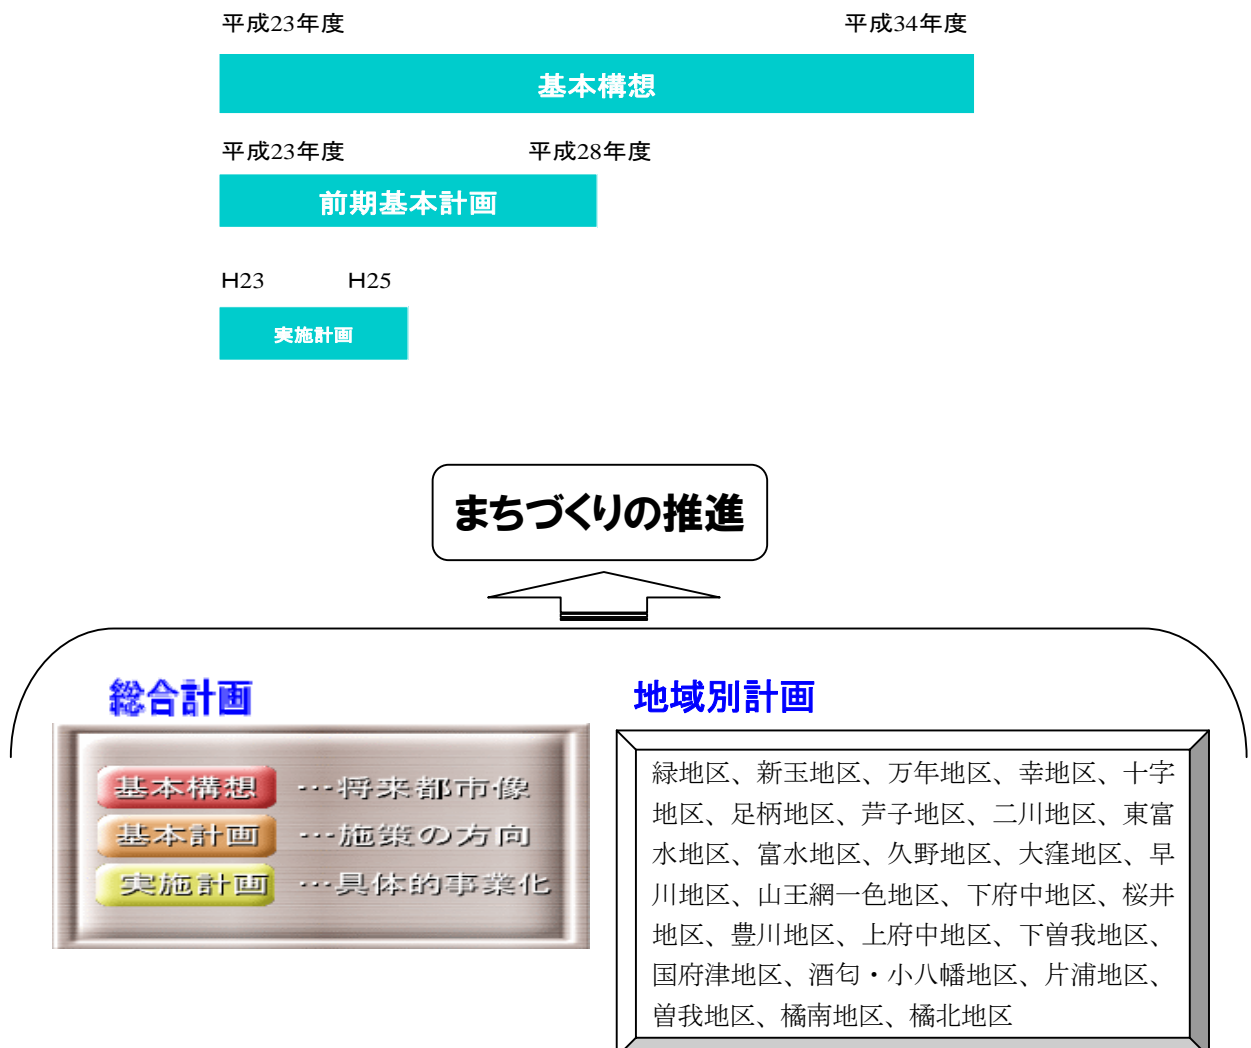 平成23年度 平成34年度
基本構想
平成23年度 平成28年度
前期基本計画
H23 H25
実施計画
まちづくりの推進
総合計画
基本構想 …将来都市像
基本計画 …施策の方向
実施計画 …具体的事業化
地域別計画
緑地区、新玉地区、万年地区、幸地区、十字
地区、足柄地区、芦子地区、二川地区、東富
水地区、富水地区、久野地区、大窪地区、早
川地区、山王網一色地区、下府中地区、桜井
地区、豊川地区、上府中地区、下曽我地区、
国府津地区、酒匂・小八幡地区、片浦地区、
曽我地区、橘南地区、橘北地区